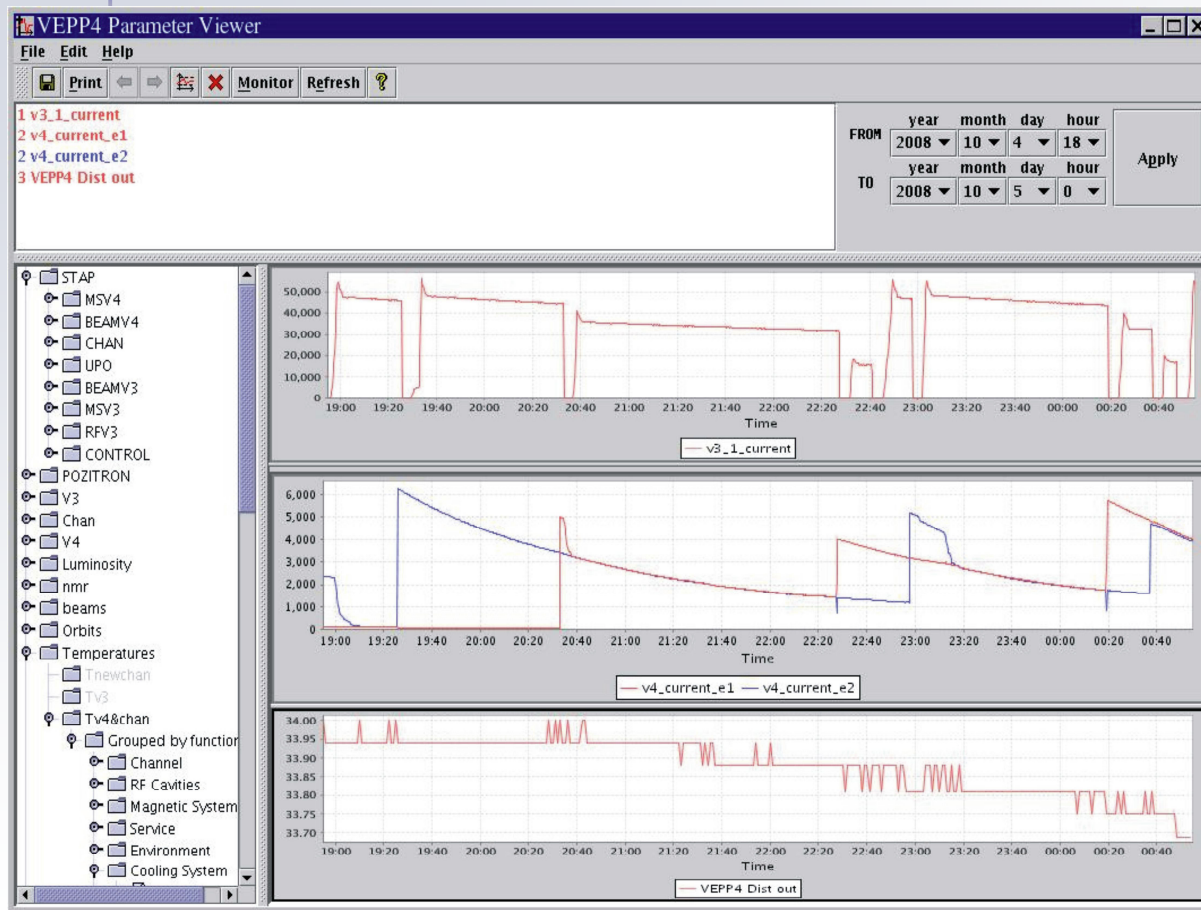 VEPP4 Parameter Viewer
File Edit Help
Print Monitor Refresh ?
1 v3_1_current
2 v4_current_e1
2 v4_current_e2
3 VEPP4 Dist out
year month day hour
FROM 2008 10 4 18
year month day hour
TO 2008 10 5 0
Apply
STAP
MSV4
BEAMV4
CHAN
UPO
BEAMV3
MSV3
RFV3
CONTROL
POZITRON
V3
Chan
V4
Luminosity
nmr
beams
Orbits
Temperatures
Tnewchan
Tv3
Tv4&chan
Grouped by function
Channel
RF Cavities
Magnetic System
Service
Environment
Cooling System
50,000
40,000
30,000
20,000
10,000
0
19:00 19:20 19:40 20:00 20:20 20:40 21:00 21:20 21:40 22:00 22:20 22:40 23:00 23:20 23:40 00:00 00:20 00:40
Time
v3_1_current
6,000
5,000
4,000
3,000
2,000
1,000
0
19:00 19:20 19:40 20:00 20:20 20:40 21:00 21:20 21:40 22:00 22:20 22:40 23:00 23:20 23:40 00:00 00:20 00:40
Time
v4_current_e1 v4_current_e2
34.00
33.95
33.90
33.85
33.80
33.75
33.70
19:00 19:20 19:40 20:00 20:20 20:40 21:00 21:20 21:40 22:00 22:20 22:40 23:00 23:20 23:40 00:00 00:20 00:40
Time
VEPP4 Dist out